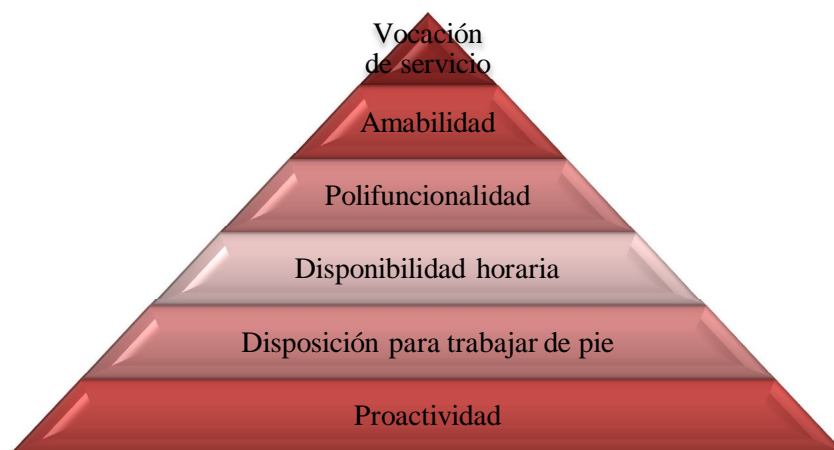 Vocación
de servicio
Amabilidad
Polifuncionalidad
Disponibilidad horaria
Disposición para trabajar de pie
Proactividad